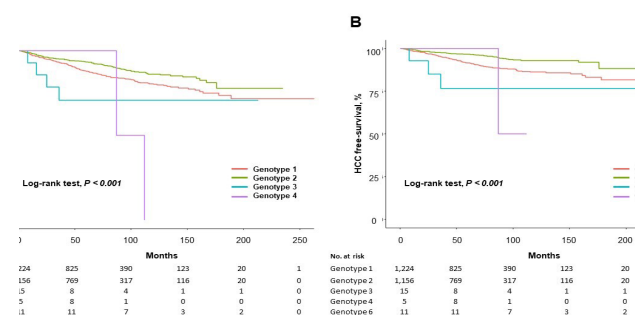 B
100
75
50
25
0
HCC free-survival, %
Genotype 1
Genotype 2
Genotype 3
Genotype 4
Log-rank test, P < 0.001
Log-rank test, P < 0.001
50 100 150 200 250
0 50 100 150 200
Months
Months
No. at risk
224 825 390 123 20 1
156 769 317 116 20 0
15 8 4 1 1 0
5 8 1 0 0 0
11 11 7 3 2 0
Genotype 1 1,224 825 390 123 20
Genotype 2 1,156 769 317 116 20
Genotype 3 15 8 4 1 1
Genotype 4 5 8 1 0 0
Genotype 6 11 11 7 3 2